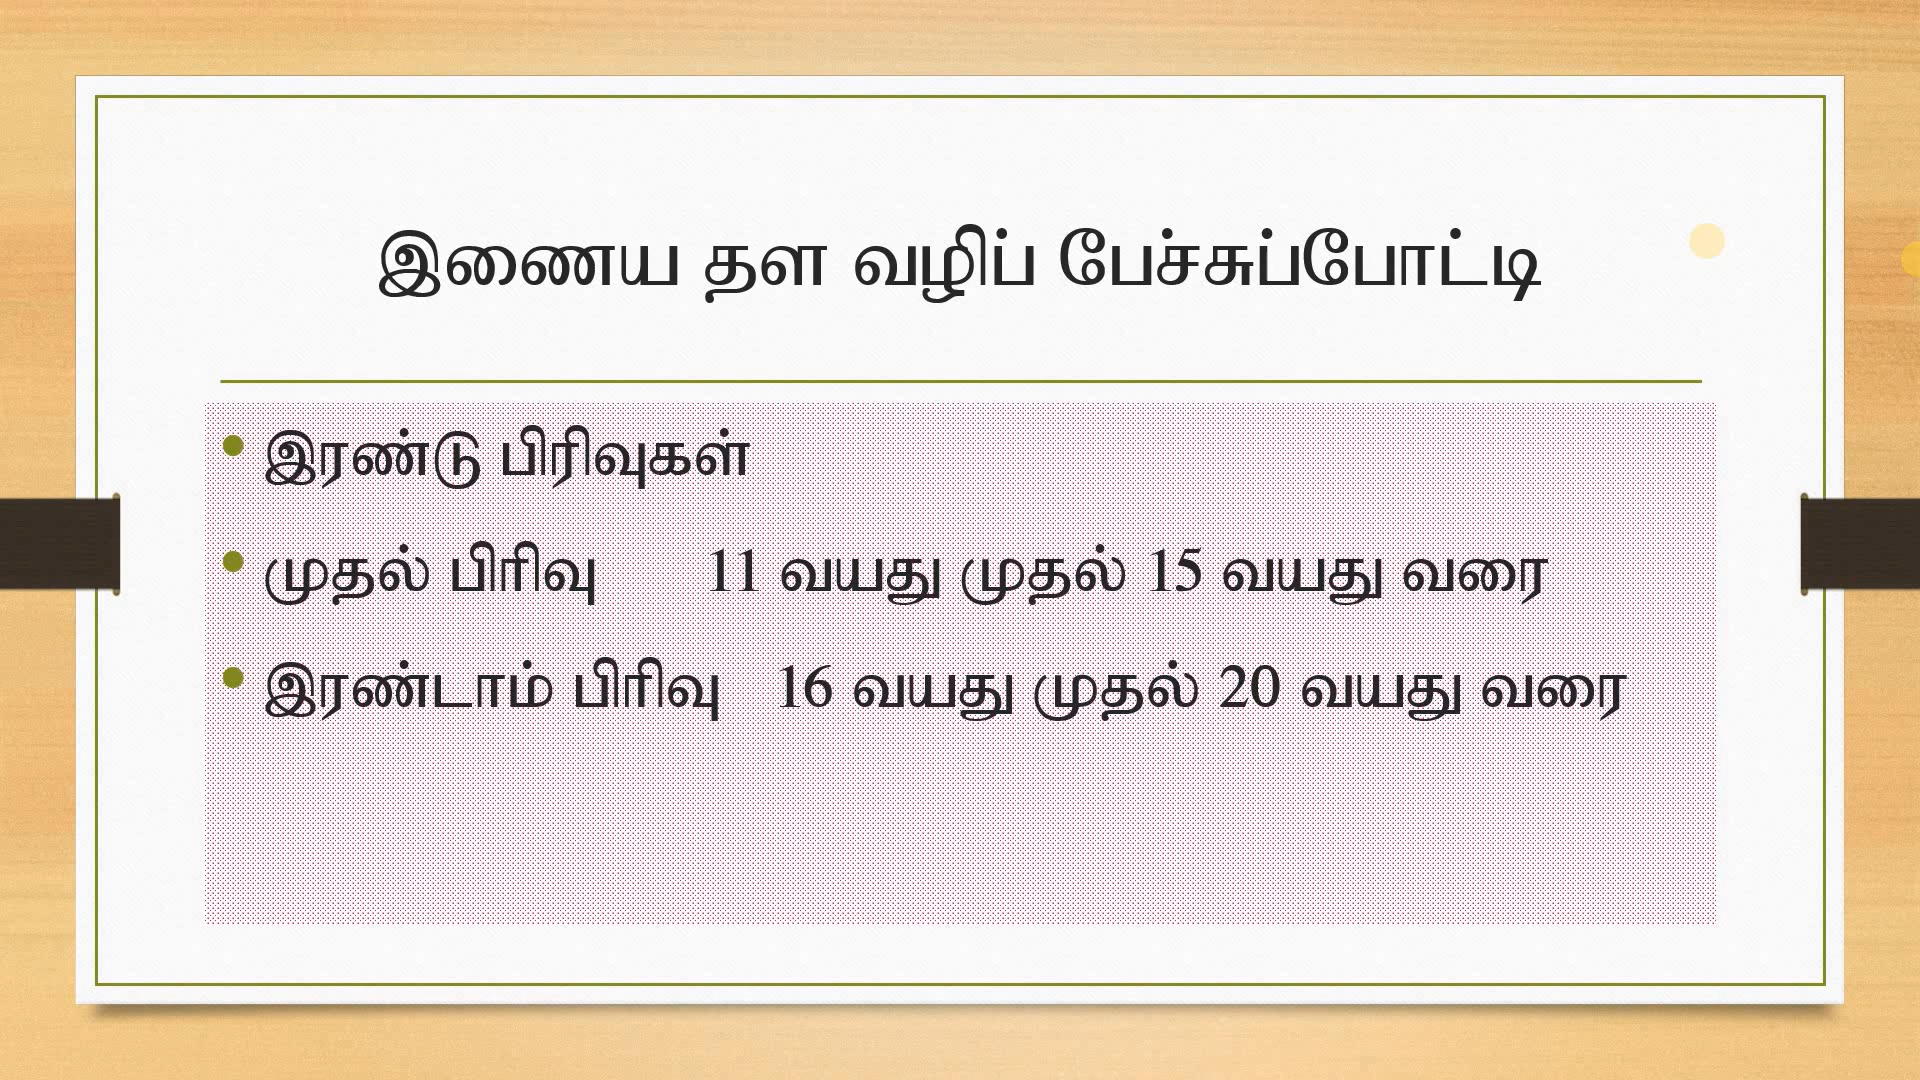 இணைய தள வழிப் பேச்சுப்போட்டி
இரண்டு பிரிவுகள்
முதல் பிரிவு 11 வயது முதல் 15 வயது வரை
இரண்டாம் பிரிவு 16 வயது முதல் 20 வயது வரை